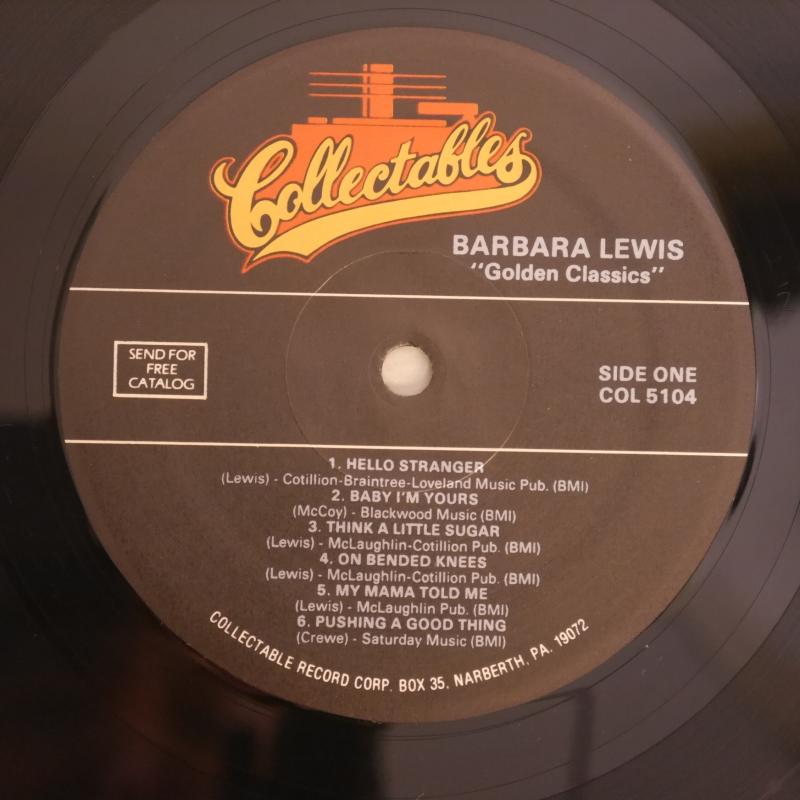 Collectables
BARBARA LEWIS
"Golden Classics"
SEND FOR
FREE
CATALOG
SIDE ONE
COL 5104
1. HELLO STRANGER
(Lewis) - Cotillion-Braintree-Loveland Music Pub. (BMI)
2. BABY I'M YOURS
(McCoy) - Blackwood Music (BMI)
3. THINK A LITTLE SUGAR
(Lewis) - McLaughlin-Cotillion Pub. (BMI)
4. ON BENDED KNEES
(Lewis) - McLaughlin-Cotillion Pub. (BMI)
5. MY MAMA TOLD ME
(Lewis) - McLaughlin Pub. (BMI)
6. PUSHING A GOOD THING
(Crewe) - Saturday Music (BMI)
COLLECTABLE RECORD CORP. BOX 35, NARBERTH, PA. 19072